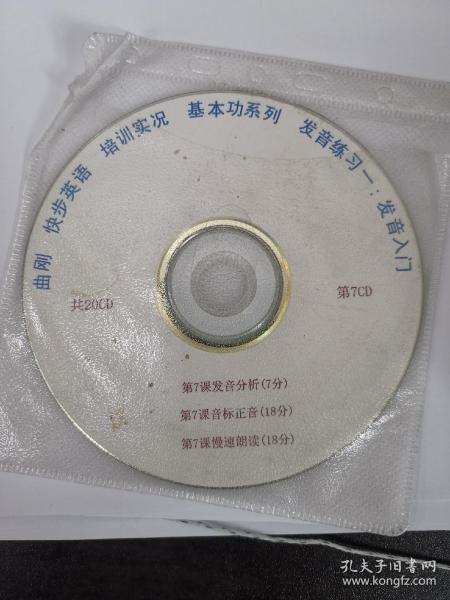 曲刚 快步英语 培训实况 基本功系列 发音练习一：发音入门
共20CD
第7CD
第7课发音分析(7分)
第7课音标正音(18分)
第7课慢速朗读(18分)
孔夫子旧书网
www.kongfz.com